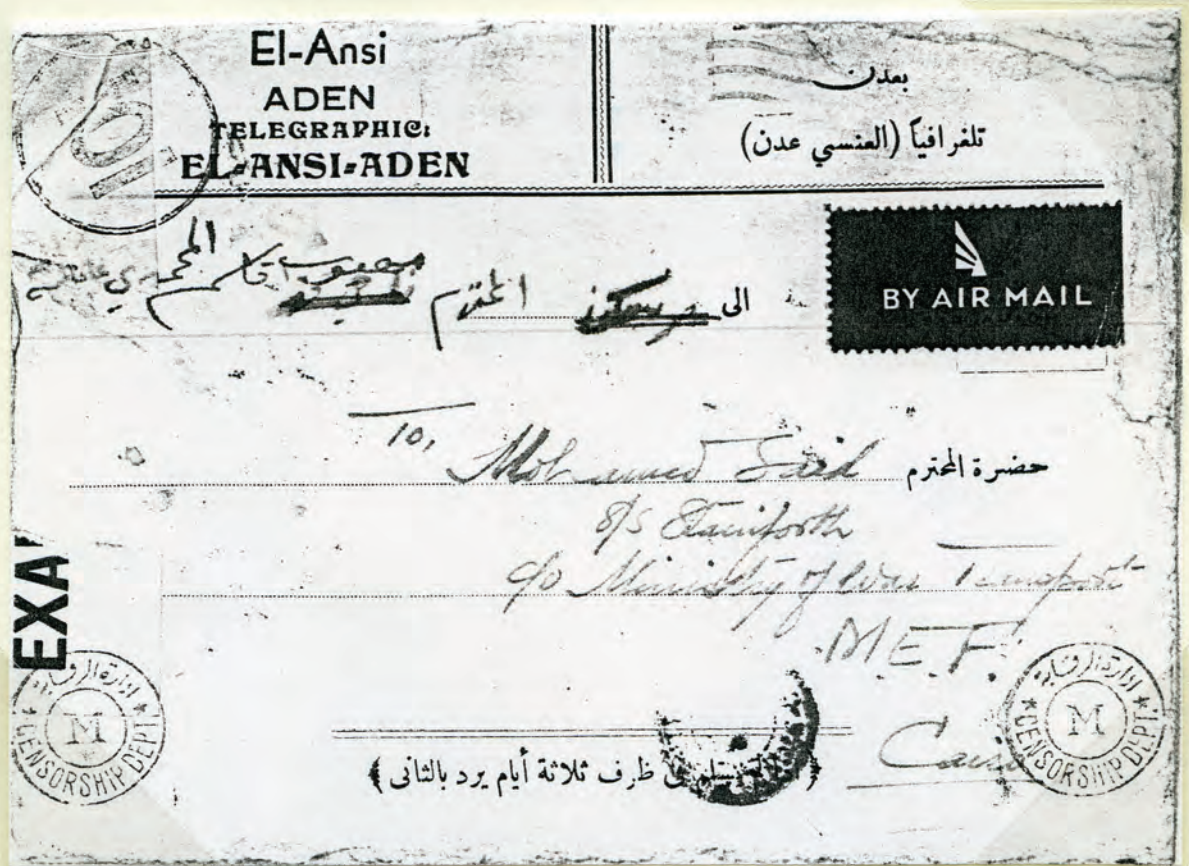 El-Ansi
ADEN
TELEGRAPHIC:
EL-ANSI-ADEN
بعدن
تلغرافياً (العنسي عدن)
BY AIR MAIL
الى المحترم قاسم
10,
حضرة المحترم Mohamed Said
S/S Staniforth
c/o Ministry of War Transport
M.E.F.
Cairo
ظرف ثلاثة أيام يرد بالثانى
EXA
ادارة الرقابة
M
CENSORSHIP DEPT.
ادارة الرقابة
M
CENSORSHIP DEPT.